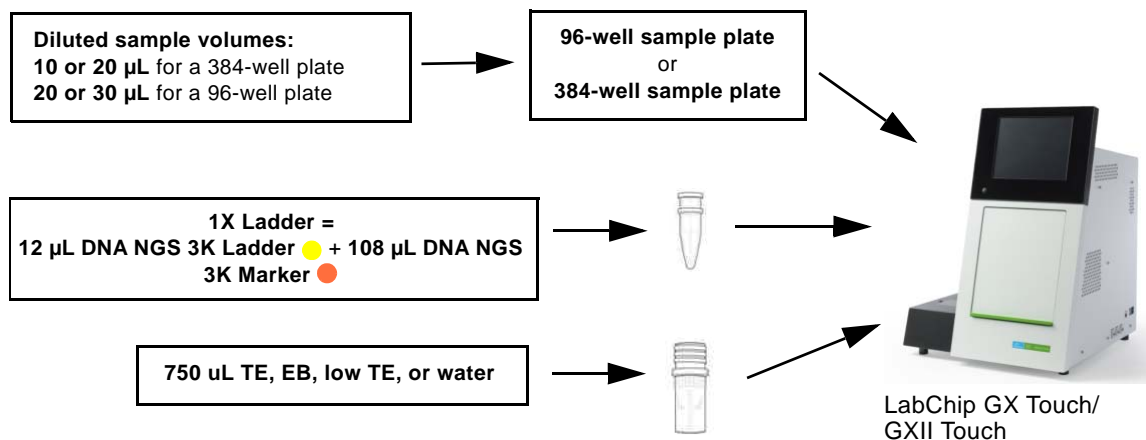 Diluted sample volumes:
10 or 20 µL for a 384-well plate
20 or 30 µL for a 96-well plate
96-well sample plate
or
384-well sample plate
1X Ladder =
12 µL DNA NGS 3K Ladder + 108 µL DNA NGS
3K Marker
750 uL TE, EB, low TE, or water
LabChip GX Touch/
GXII Touch